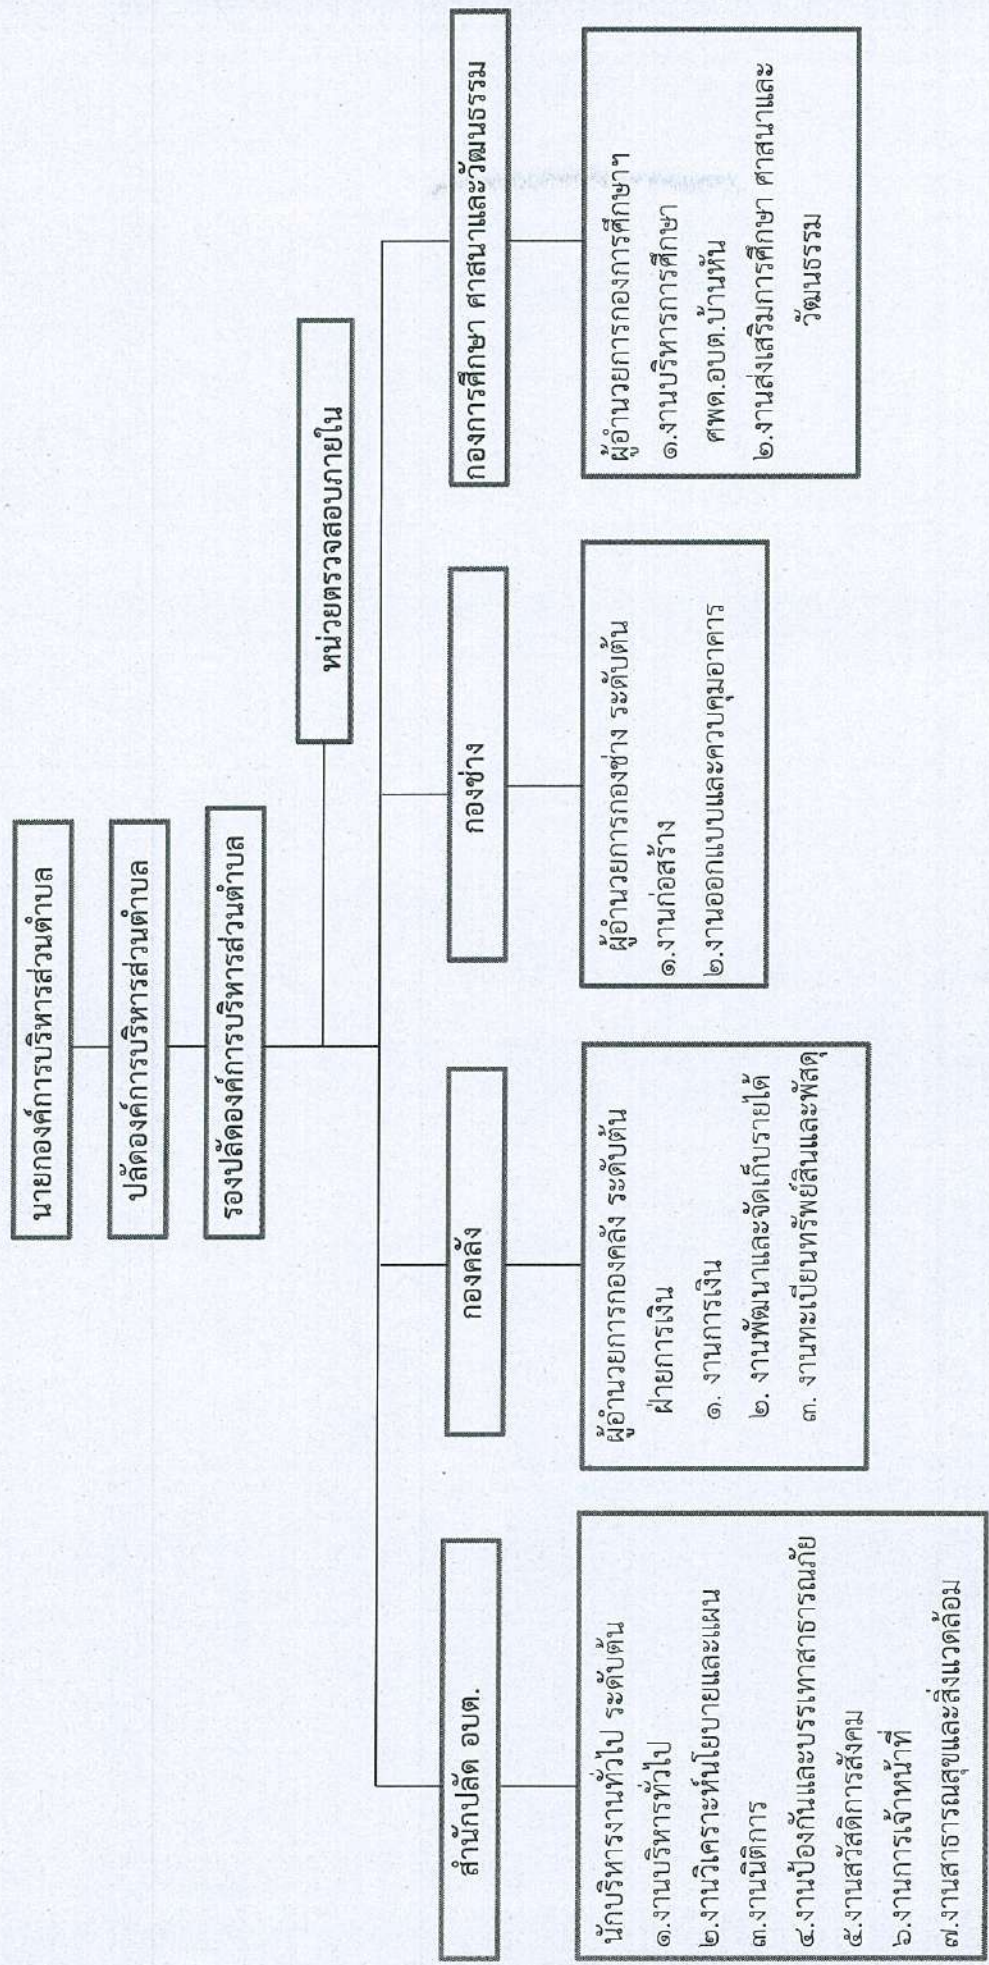 นายกองค์การบริหารส่วนตำบล
ปลัดองค์การบริหารส่วนตำบล
รองปลัดองค์การบริหารส่วนตำบล
หน่วยตรวจสอบภายใน
สำนักปลัด อบต.
นักบริหารงานทั่วไป ระดับต้น
๑.งานบริหารทั่วไป
๒.งานวิเคราะห์นโยบายและแผน
๓.งานนิติการ
๔.งานป้องกันและบรรเทาสาธารณภัย
๕.งานสวัสดิการสังคม
๖.งานการเจ้าหน้าที่
๗.งานสาธารณสุขและสิ่งแวดล้อม
กองคลัง
ผู้อำนวยการกองคลัง ระดับต้น
ฝ่ายการเงิน
๑. งานการเงิน
๒. งานพัฒนาและจัดเก็บรายได้
๓. งานทะเบียนทรัพย์สินและพัสดุ
กองช่าง
ผู้อำนวยการกองช่าง ระดับต้น
๑.งานก่อสร้าง
๒.งานออกแบบและควบคุมอาคาร
กองการศึกษา ศาสนาและวัฒนธรรม
ผู้อำนวยการกองการศึกษาฯ
๑.งานบริหารการศึกษา
ศพด.อบต.บ้านหัน
๒.งานส่งเสริมการศึกษา ศาสนาและ
วัฒนธรรม